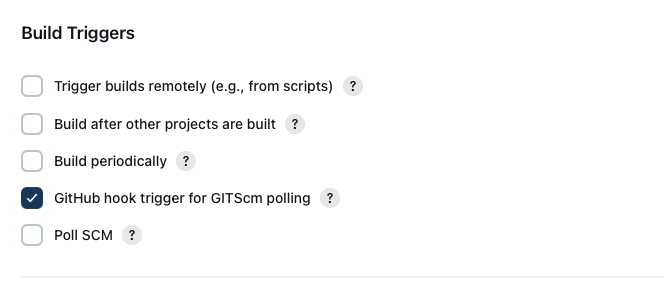 Build Triggers
Trigger builds remotely (e.g., from scripts) ?
Build after other projects are built ?
Build periodically ?
GitHub hook trigger for GITScm polling ?
Poll SCM ?